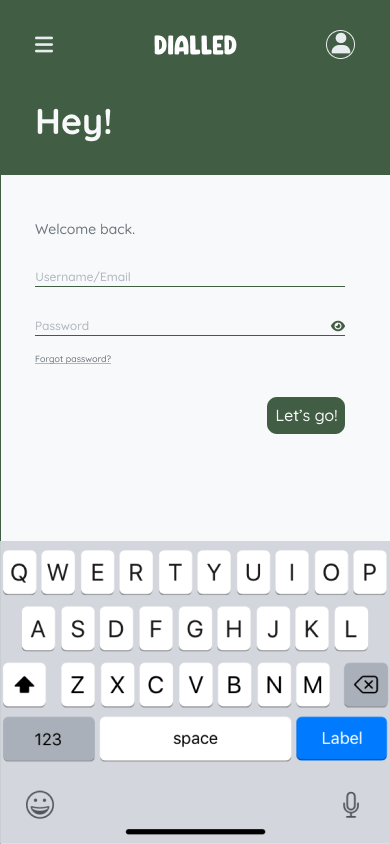 DIALLED
Hey!
Welcome back.
Username/Email
Password
Forgot password?
Let's go!
Q W E R T Y U I O P
A S D F G H J K L
Z X C V B N M
123 space Label